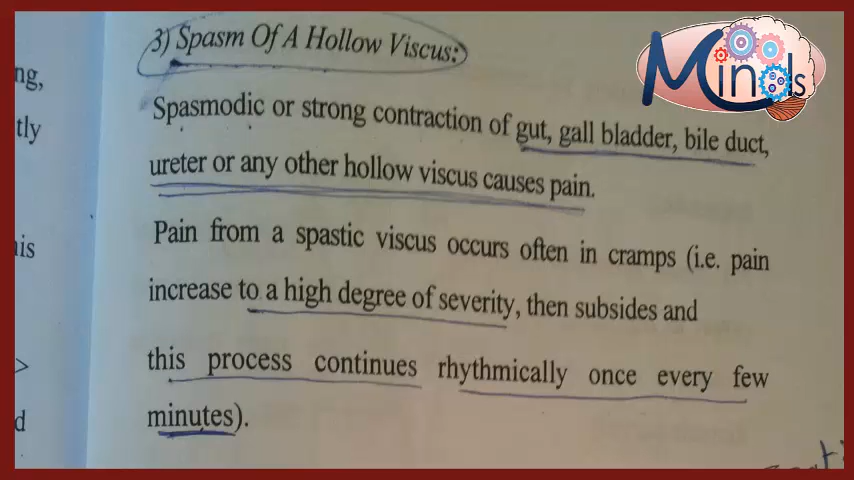 3) Spasm Of A Hollow Viscus:
Minds
ng,
Spasmodic or strong contraction of gut, gall bladder, bile duct,
tly
ureter or any other hollow viscus causes pain.
Pain from a spastic viscus occurs often in cramps (i.e. pain
increase to a high degree of severity, then subsides and
this process continues rhythmically once every few
>
minutes).
d